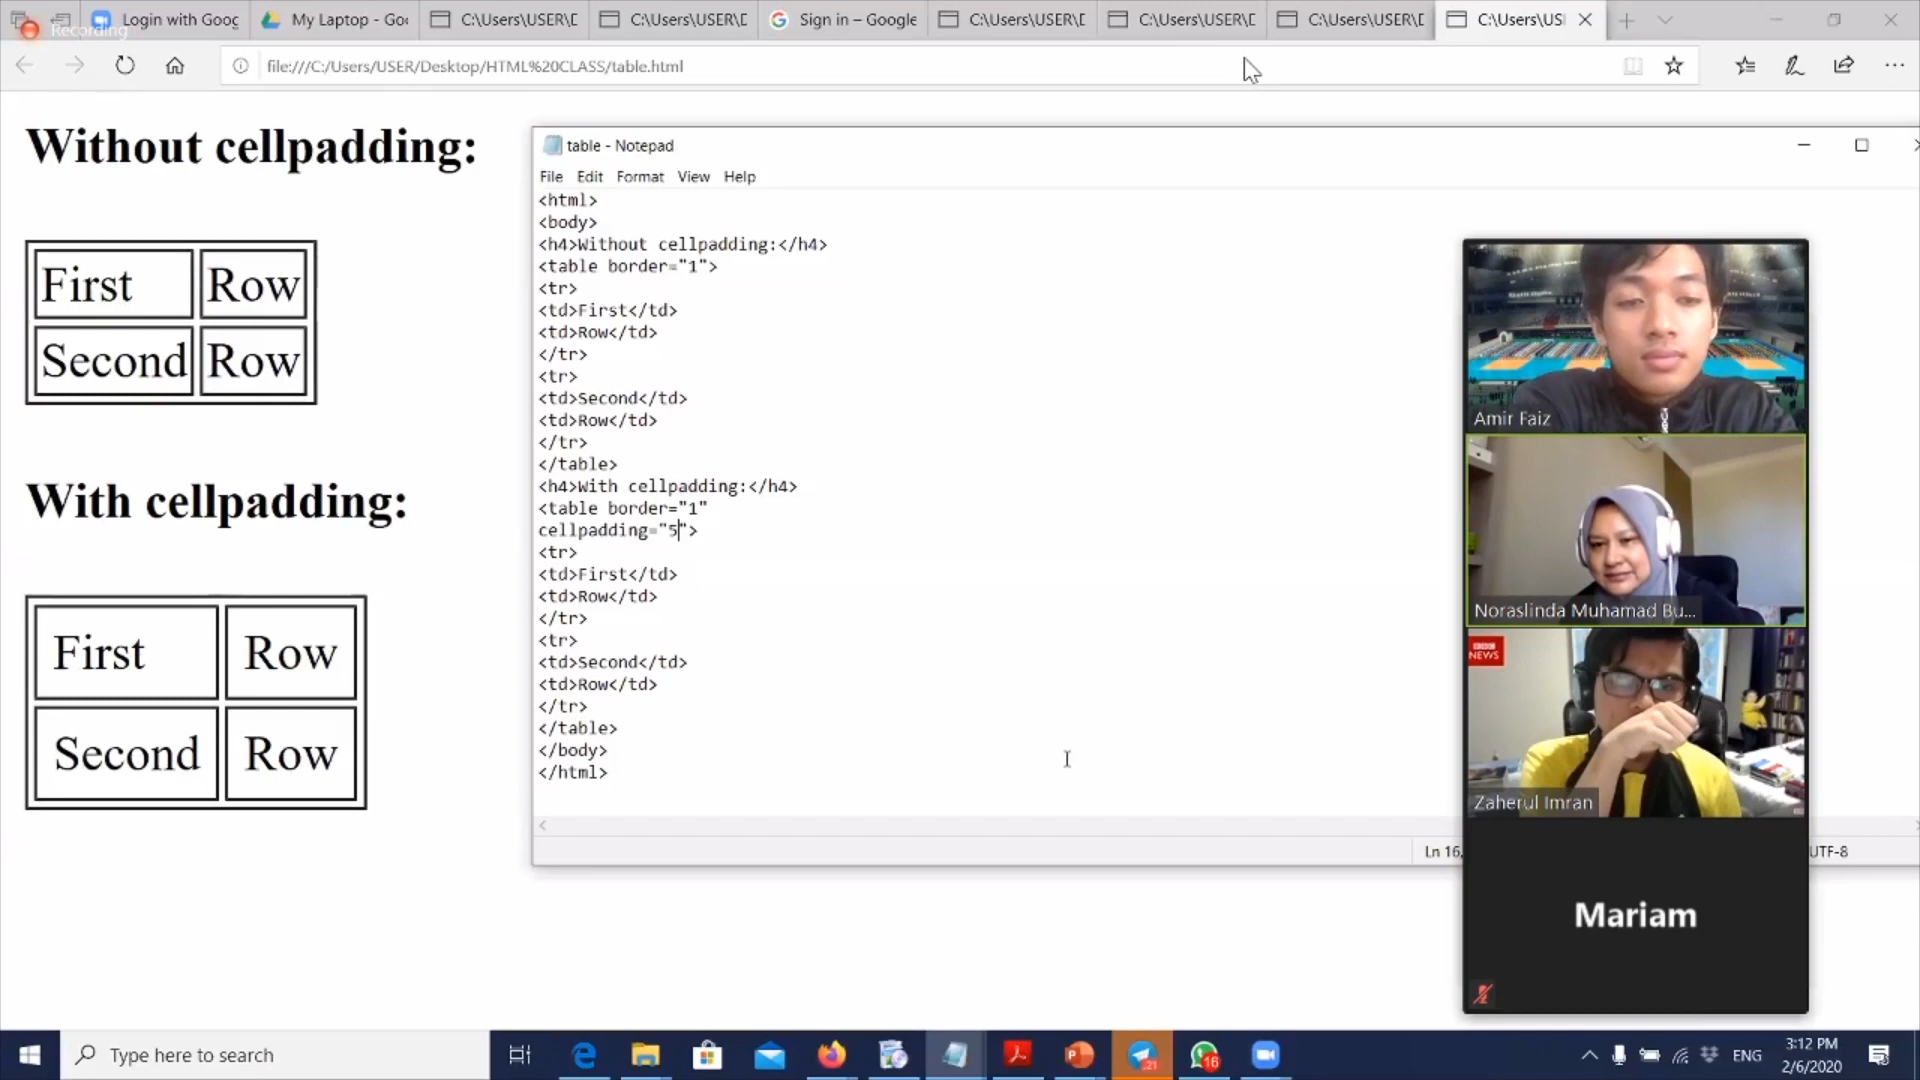 Recording
Login with Goog
My Laptop - Goo
C:\Users\USER\D
C:\Users\USER\D
Sign in – Google
C:\Users\USER\D
C:\Users\USER\D
C:\Users\USER\D
C:\Users\US
file:///C:/Users/USER/Desktop/HTML%20CLASS/table.html
Without cellpadding:
First Row
Second Row
With cellpadding:
First Row
Second Row
table - Notepad
File Edit Format View Help
<html>
<body>
<h4>Without cellpadding:</h4>
<table border="1">
<tr>
<td>First</td>
<td>Row</td>
</tr>
<tr>
<td>Second</td>
<td>Row</td>
</tr>
</table>
<h4>With cellpadding:</h4>
<table border="1"
cellpadding="5">
<tr>
<td>First</td>
<td>Row</td>
</tr>
<tr>
<td>Second</td>
<td>Row</td>
</tr>
</table>
</body>
</html>
Ln 16,
UTF-8
Amir Faiz
Noraslinda Muhamad Bu...
BBC
NEWS
Zaherul Imran
Mariam
Type here to search
21
16
ENG
3:12 PM
2/6/2020